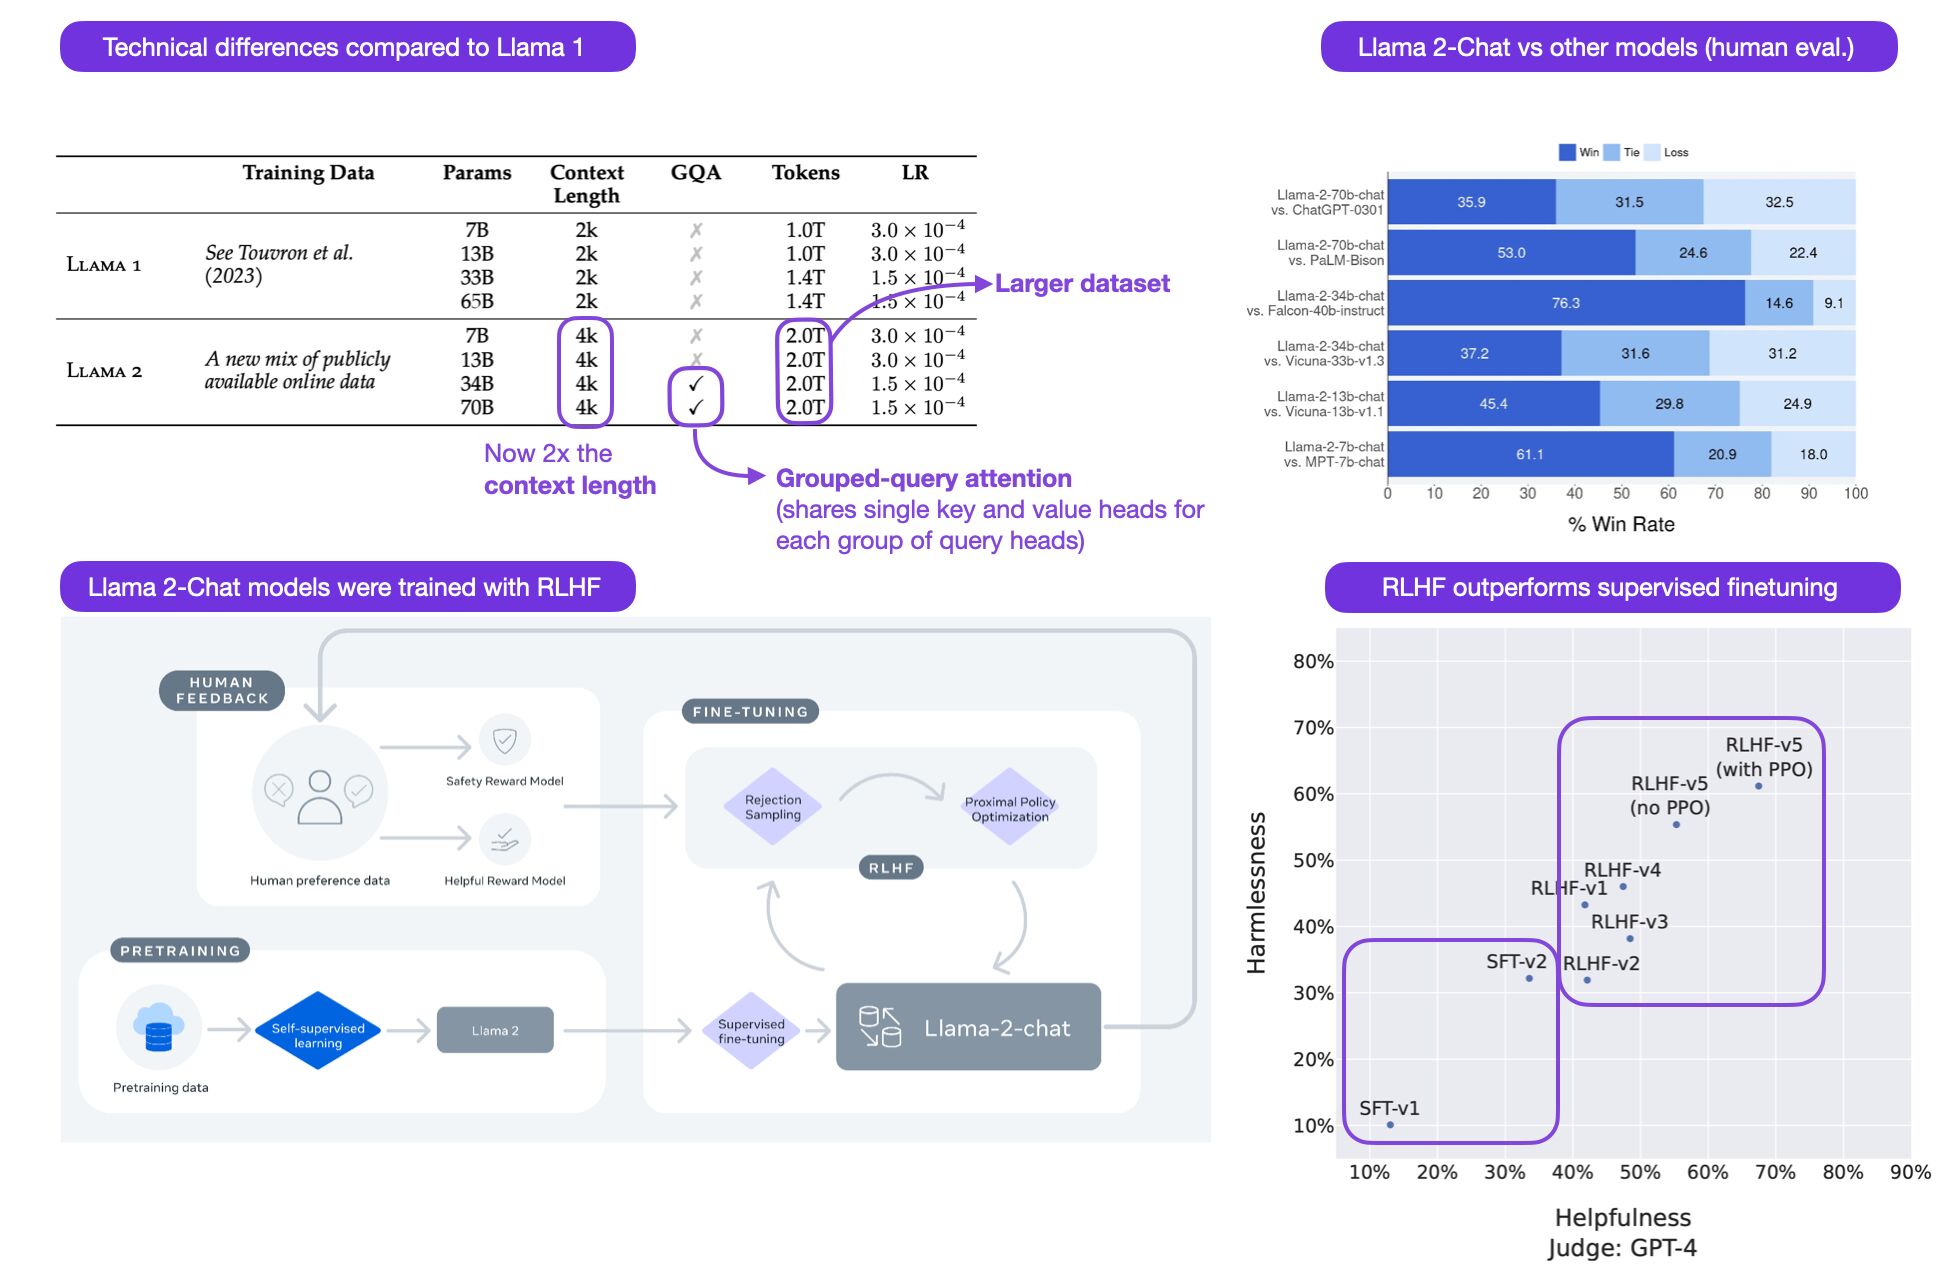 Technical differences compared to Llama 1
Training Data Params Context Length GQA Tokens LR
LLAMA 1 See Touvron et al. (2023)
7B 2k ✗ 1.0T 3.0 × 10⁻⁴
13B 2k ✗ 1.0T 3.0 × 10⁻⁴
33B 2k ✗ 1.4T 1.5 × 10⁻⁴
65B 2k ✗ 1.4T 1.5 × 10⁻⁴
LLAMA 2 A new mix of publicly available online data
7B 4k ✗ 2.0T 3.0 × 10⁻⁴
13B 4k ✗ 2.0T 3.0 × 10⁻⁴
34B 4k ✓ 2.0T 1.5 × 10⁻⁴
70B 4k ✓ 2.0T 1.5 × 10⁻⁴
Larger dataset
Now 2x the
context length
Grouped-query attention
(shares single key and value heads for
each group of query heads)
Llama 2-Chat vs other models (human eval.)
Win Tie Loss
Llama-2-70b-chat
vs. ChatGPT-0301
35.9 31.5 32.5
Llama-2-70b-chat
vs. PaLM-Bison
53.0 24.6 22.4
Llama-2-34b-chat
vs. Falcon-40b-instruct
76.3 14.6 9.1
Llama-2-34b-chat
vs. Vicuna-33b-v1.3
37.2 31.6 31.2
Llama-2-13b-chat
vs. Vicuna-13b-v1.1
45.4 29.8 24.9
Llama-2-7b-chat
vs. MPT-7b-chat
61.1 20.9 18.0
0 10 20 30 40 50 60 70 80 90 100
% Win Rate
Llama 2-Chat models were trained with RLHF
HUMAN
FEEDBACK
Human preference data
Safety Reward Model
Helpful Reward Model
FINE-TUNING
Rejection
Sampling
Proximal Policy
Optimization
RLHF
PRETRAINING
Pretraining data
Self-supervised
learning
Llama 2
Supervised
fine-tuning
Llama-2-chat
RLHF outperforms supervised finetuning
Harmlessness
80%
70%
60%
50%
40%
30%
20%
10%
RLHF-v5
(with PPO)
RLHF-v5
(no PPO)
RLHF-v4
RLHF-v1
RLHF-v3
SFT-v2
RLHF-v2
SFT-v1
10% 20% 30% 40% 50% 60% 70% 80% 90%
Helpfulness
Judge: GPT-4